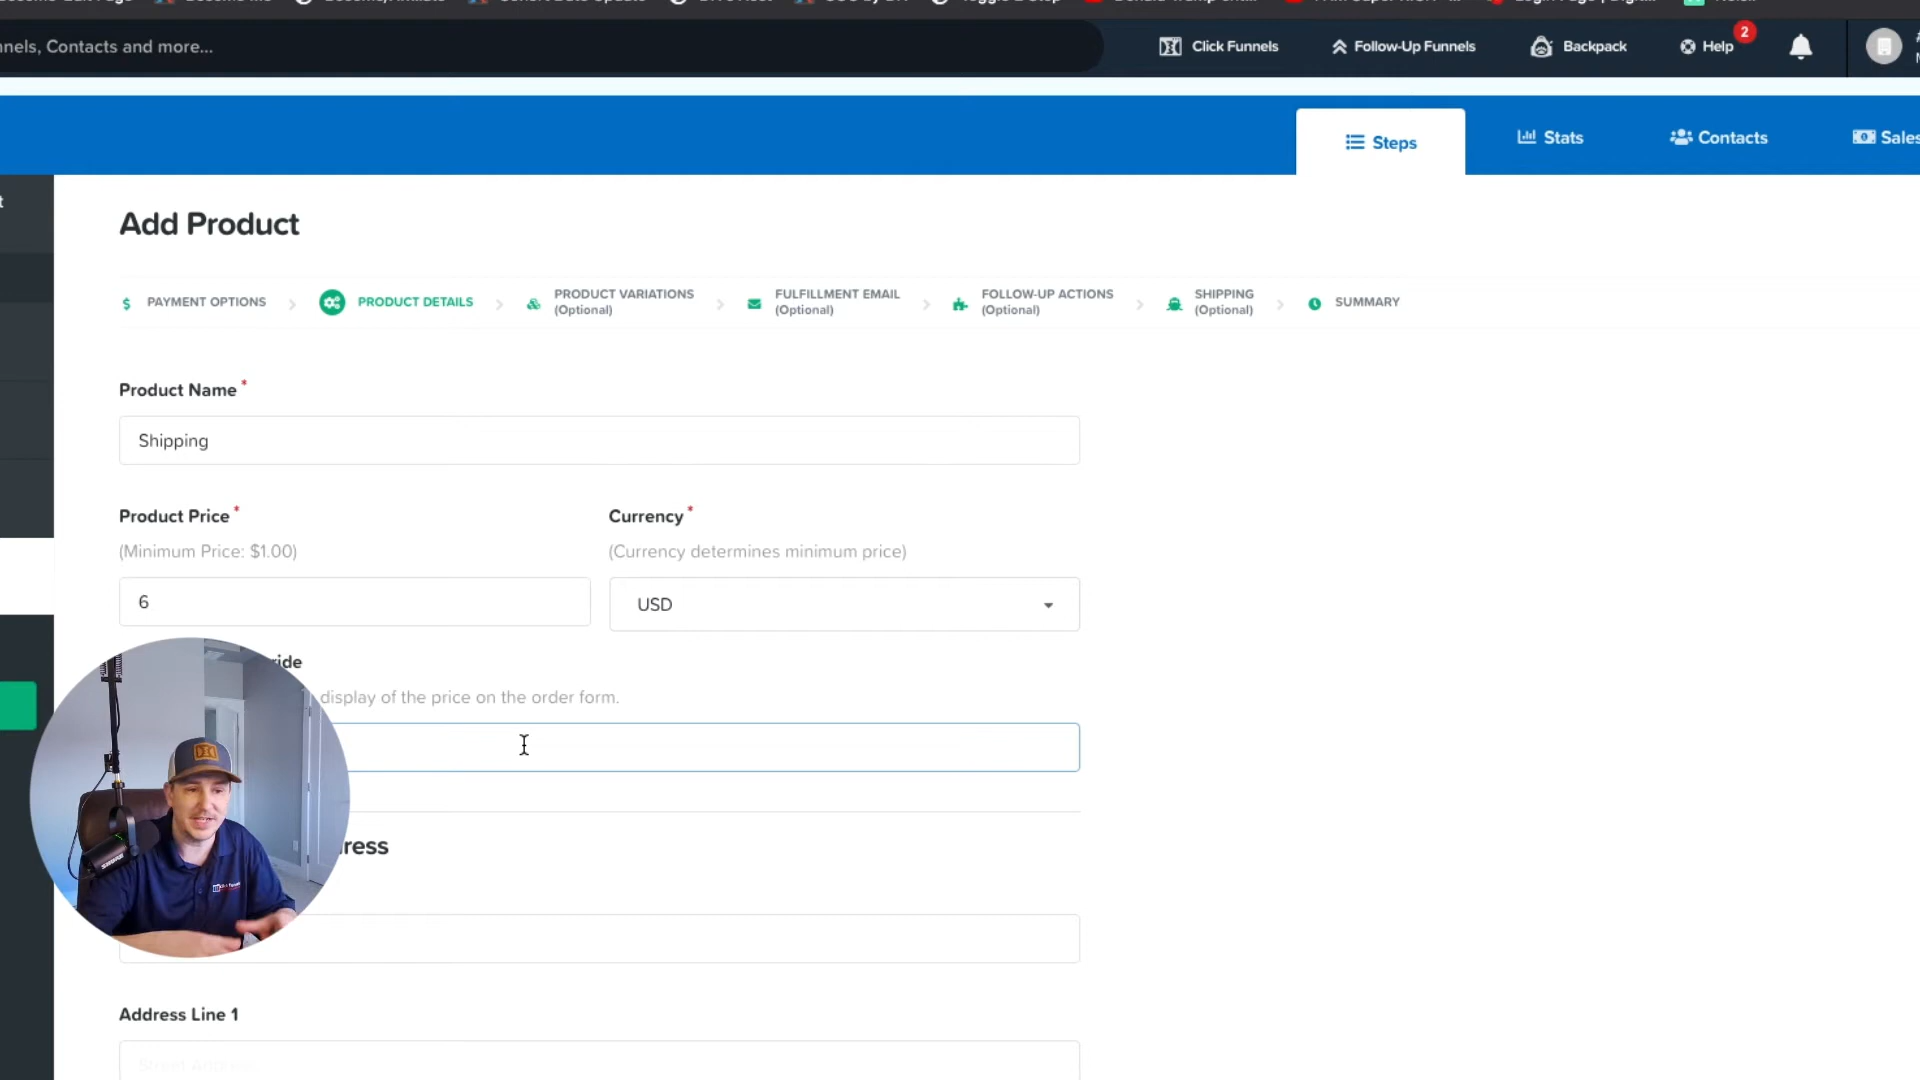 nnels, Contacts and more...
Click Funnels
Follow-Up Funnels
Backpack
Help
2
Steps
Stats
Contacts
Sales
t
Add Product
$ PAYMENT OPTIONS
PRODUCT DETAILS
PRODUCT VARIATIONS
(Optional)
FULFILLMENT EMAIL
(Optional)
FOLLOW-UP ACTIONS
(Optional)
SHIPPING
(Optional)
SUMMARY
Product Name *
Shipping
Product Price *
Currency *
(Minimum Price: $1.00)
(Currency determines minimum price)
6
USD
ide
display of the price on the order form.
ress
Address Line 1
Street Address